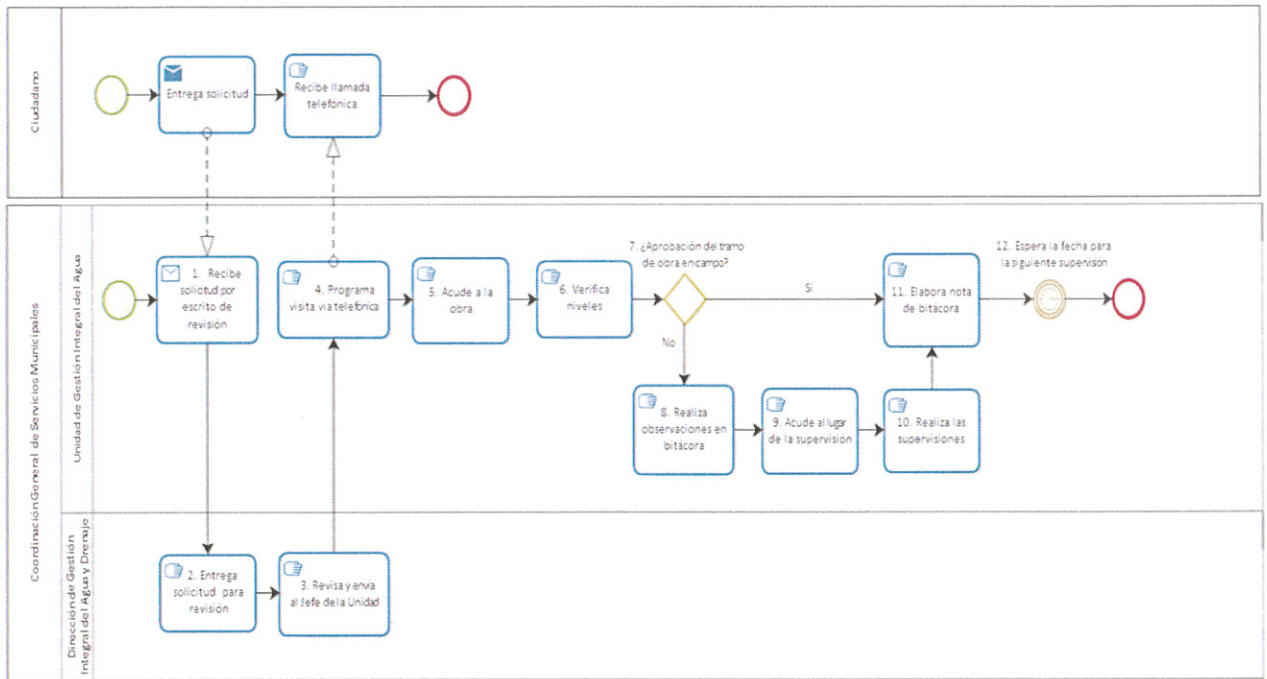 Ciudadano
Entrega solicitud
Recibe llamada
telefónica
Coordinación General de Servicios Municipales
Unidad de Gestión Integral del Agua
1. Recibe
solicitud por
escrito de
revisión
4. Programa
visita via telefónica
5. Acude a la
obra
6. Verifica
niveles
7. ¿Aprobación del tramo
de obra en campo?
Si
No
8. Realiza
observaciones en
bitácora
9. Acude al lugar
de la supervisión
10. Realiza las
supervisiones
11. Elabora nota
de bitácora
12. Espera la fecha para
la siguiente supervison
Dirección de Gestión
Integral del Agua y Drenaje
2. Entrega
solicitud para
revisión
3. Revisa y envia
al Jefe de la Unidad